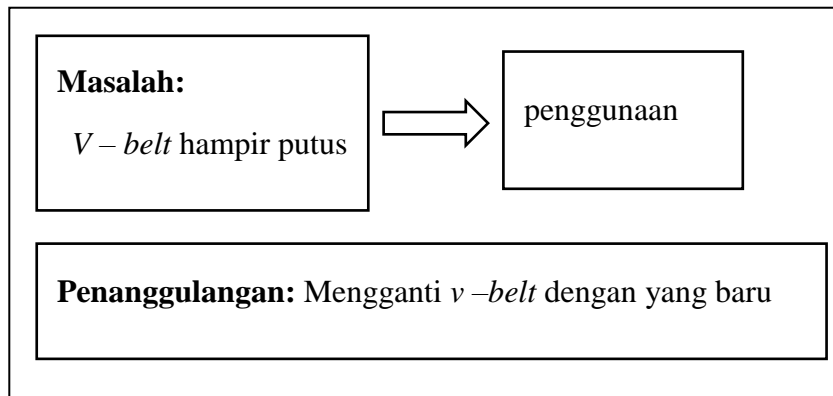 Masalah:
V – belt hampir putus
penggunaan
Penanggulangan: Mengganti v –belt dengan yang baru